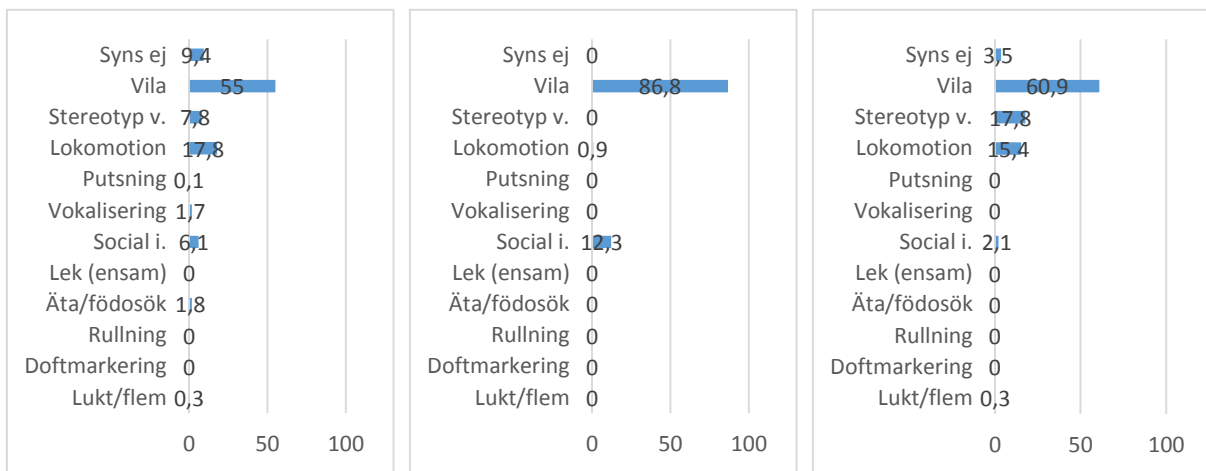 Syns ej 9,4
Vila 55
Stereotyp v. 7,8
Lokomotion 17,8
Putsning 0,1
Vokalisering 1,7
Social i. 6,1
Lek (ensam) 0
Äta/födosök 1,8
Rullning 0
Doftmarkering 0
Lukt/flem 0,3
0 50 100
Syns ej 0
Vila 86,8
Stereotyp v. 0
Lokomotion 0,9
Putsning 0
Vokalisering 0
Social i. 12,3
Lek (ensam) 0
Äta/födosök 0
Rullning 0
Doftmarkering 0
Lukt/flem 0
0 50 100
Syns ej 3,5
Vila 60,9
Stereotyp v. 17,8
Lokomotion 15,4
Putsning 0
Vokalisering 0
Social i. 2,1
Lek (ensam) 0
Äta/födosök 0
Rullning 0
Doftmarkering 0
Lukt/flem 0,3
0 50 100